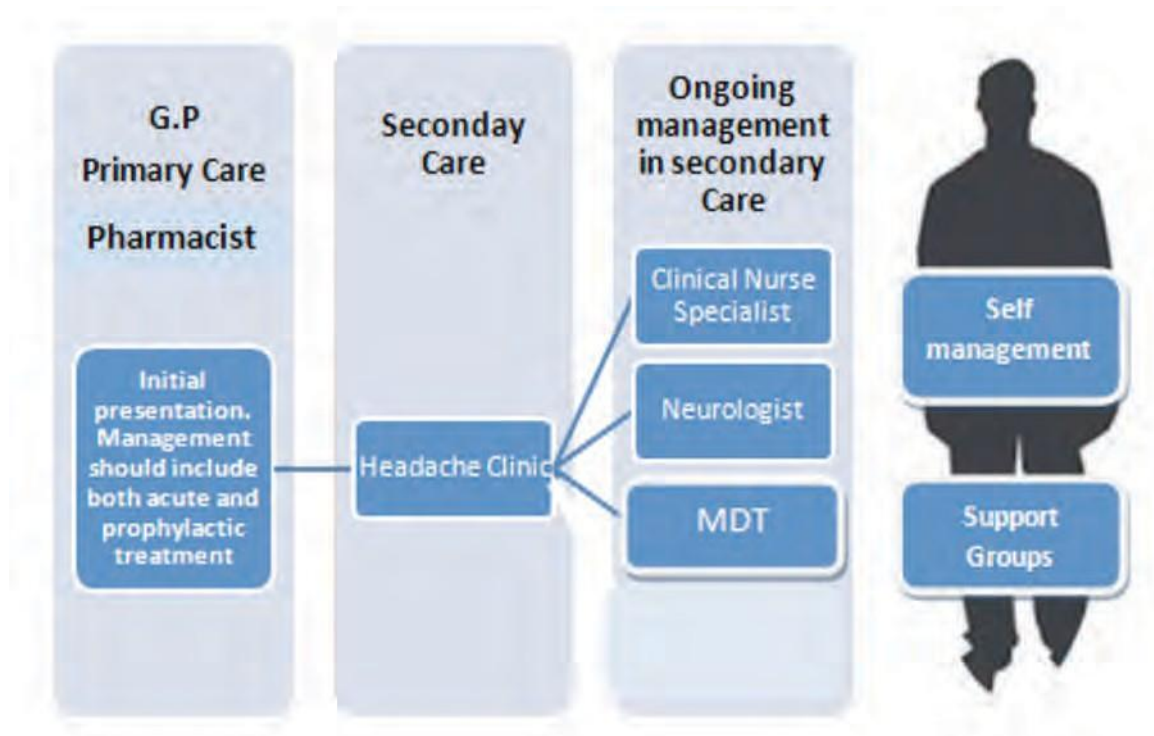 G.P
Primary Care
Pharmacist
Initial
presentation.
Management
should include
both acute and
prophylactic
treatment
Seconday
Care
Headache Clinic
Ongoing
management
in secondary
Care
Clinical Nurse
Specialist
Neurologist
MDT
Self
management
Support
Groups